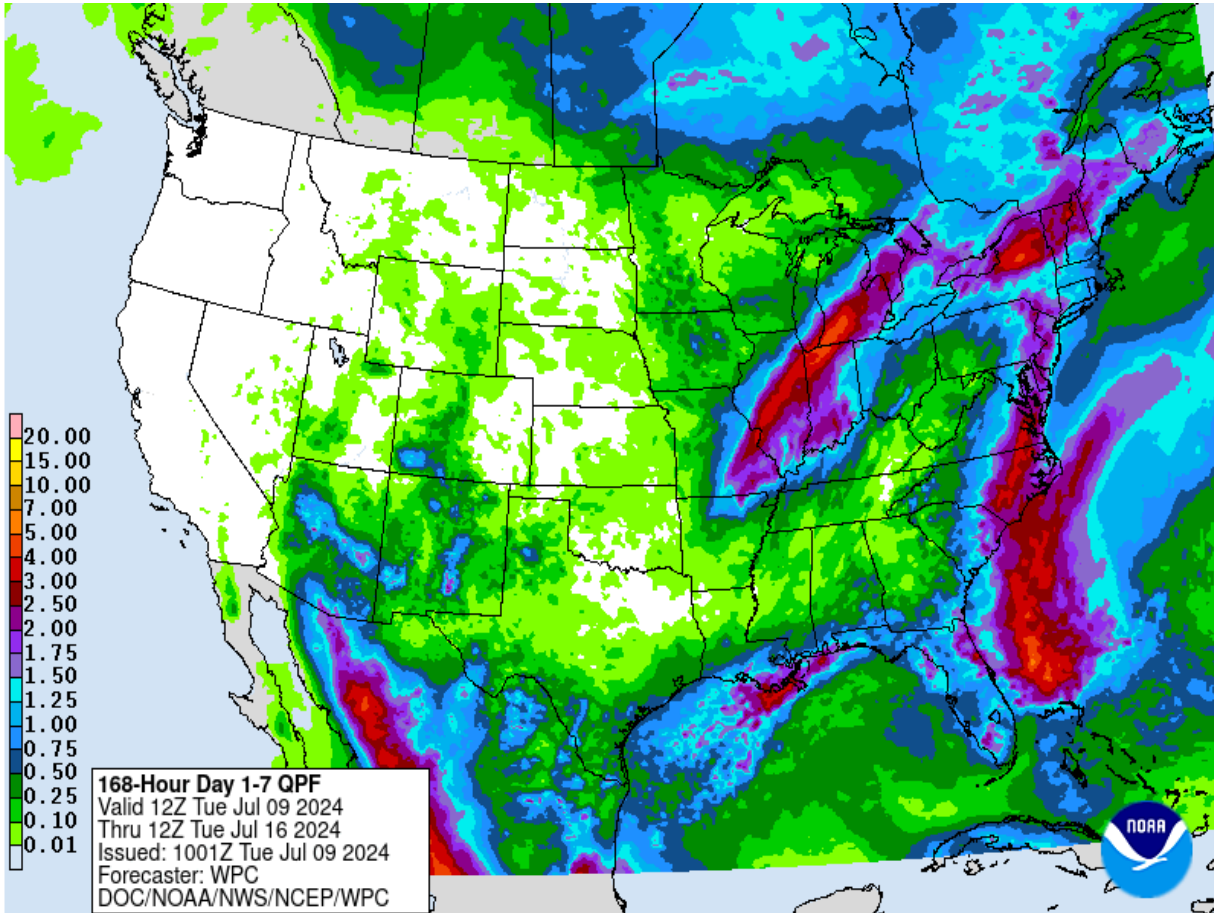 20.00
15.00
10.00
7.00
5.00
4.00
3.00
2.50
2.00
1.75
1.50
1.25
1.00
0.75
0.50
0.25
0.10
0.01
168-Hour Day 1-7 QPF
Valid 12Z Tue Jul 09 2024
Thru 12Z Tue Jul 16 2024
Issued: 1001Z Tue Jul 09 2024
Forecaster: WPC
DOC/NOAA/NWS/NCEP/WPC
NOAA